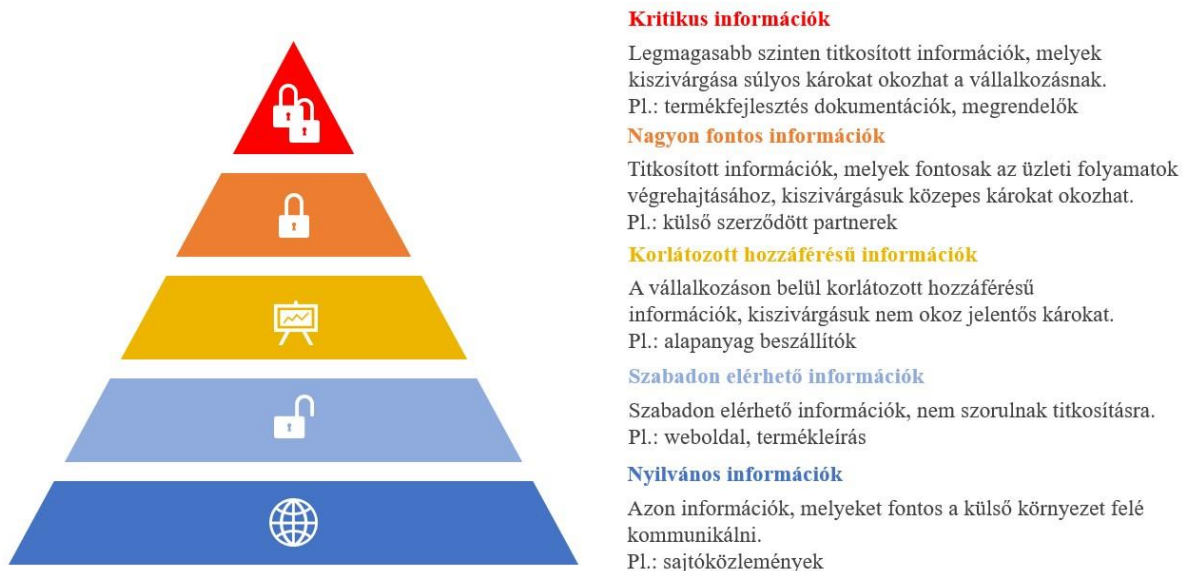 Kritikus információk
Legmagasabb szinten titkosított információk, melyek
kiszivárgása súlyos károkat okozhat a vállalkozásnak.
Pl.: termékfejlesztés dokumentációk, megrendelők
Nagyon fontos információk
Titkosított információk, melyek fontosak az üzleti folyamatok
végrehajtásához, kiszivárgásuk közepes károkat okozhat.
Pl.: külső szerződött partnerek
Korlátozott hozzáférésű információk
A vállalkozáson belül korlátozott hozzáférésű
információk, kiszivárgásuk nem okoz jelentős károkat.
Pl.: alapanyag beszállítók
Szabadon elérhető információk
Szabadon elérhető információk, nem szorulnak titkosításra.
Pl.: weboldal, termékleírás
Nyilvános információk
Azon információk, melyeket fontos a külső környezet felé
kommunikálni.
Pl.: sajtóközlemények